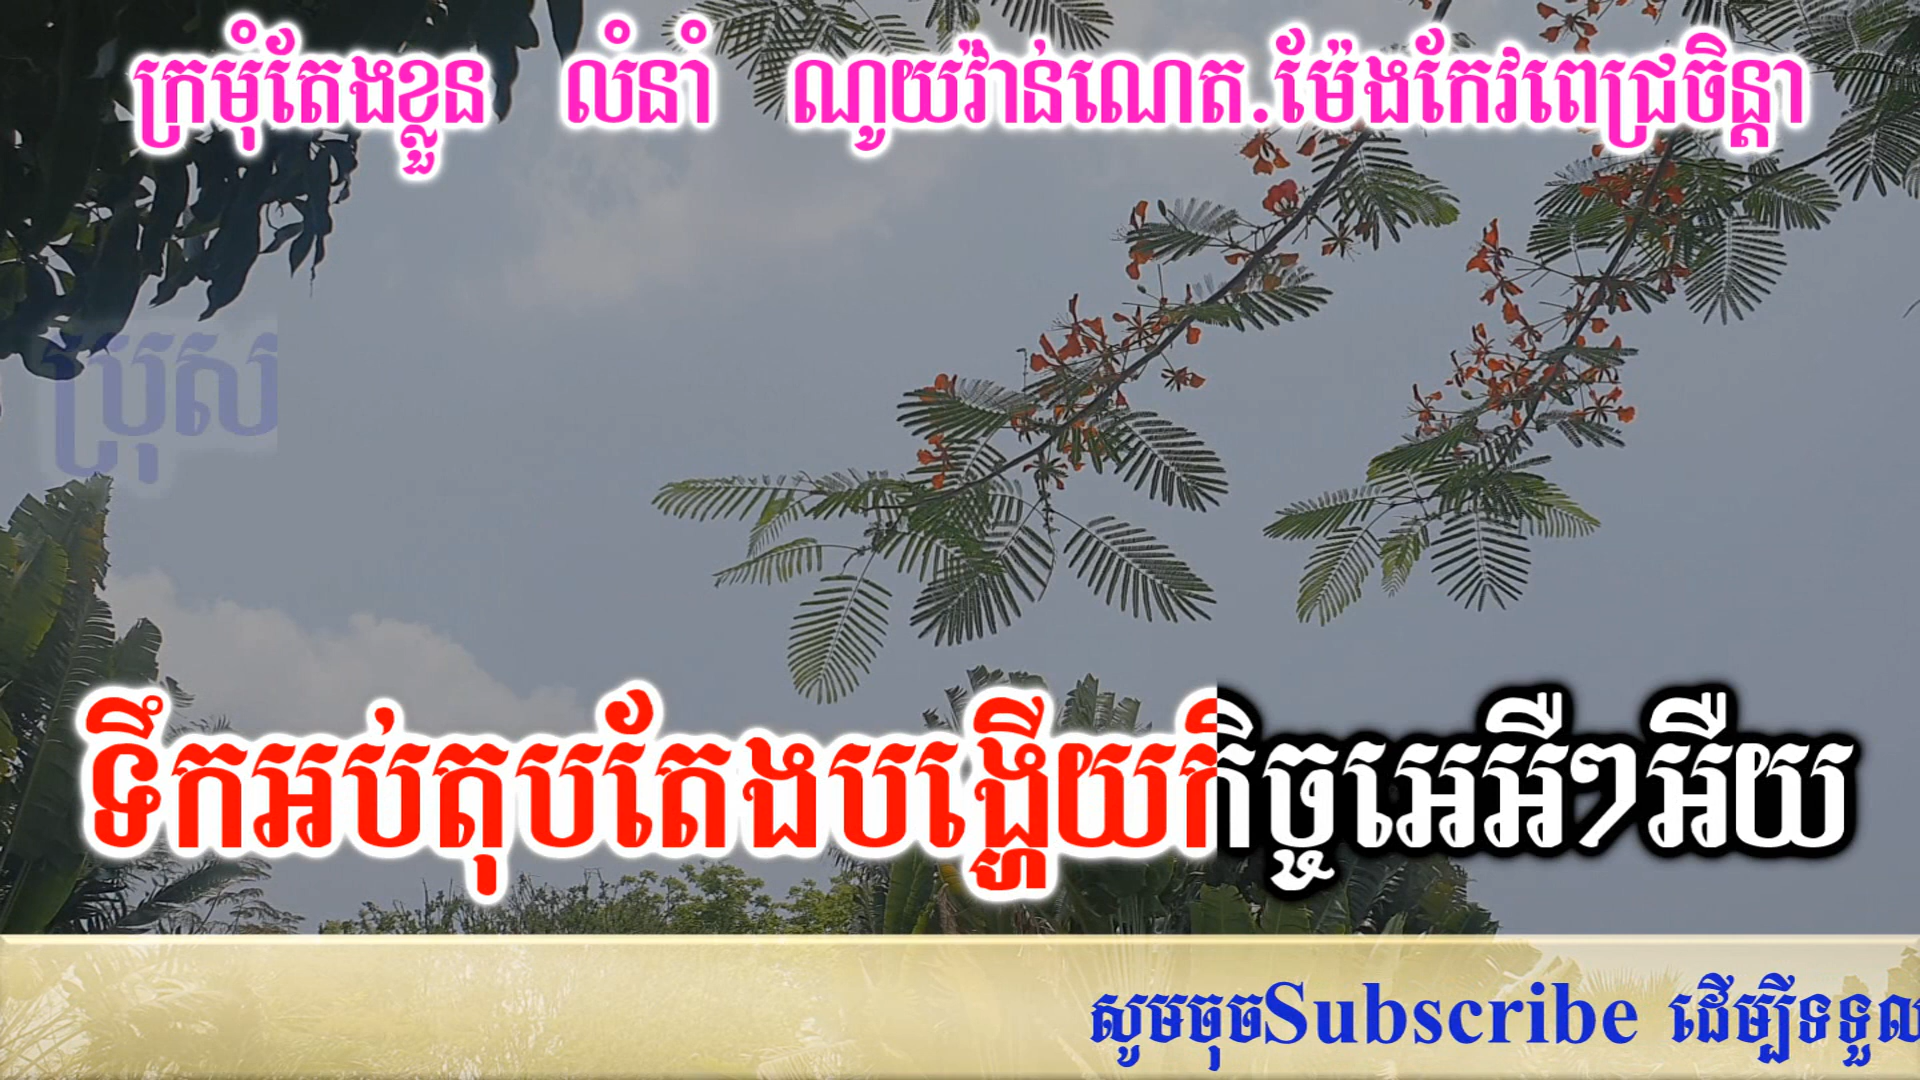 ក្រមុំតែងខ្លួន លំនាំ ណូយវ៉ាន់ណេត.ម៉ែងកែវពេជ្រចិន្តា
ប្រុស
ទឹកអប់តុបតែងបង្ហើយកិច្ចអេអឺៗអឺយ
សូមចុចSubscribe ដើម្បីទទួល